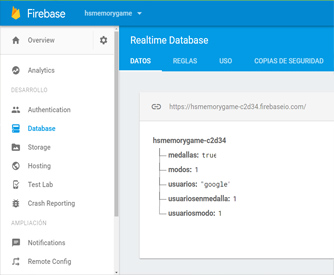 Firebase
hsmemorygame
Overview
Realtime Database
DATOS REGLAS USO COPIAS DE SEGURIDAD
Analytics
DESARROLLO
Authentication
Database
Storage
Hosting
Test Lab
Crash Reporting
AMPLIACIÓN
Notifications
Remote Config
https://hsmemorygame-c2d34.firebaseio.com/
hsmemorygame-c2d34
medallas: true
modos: 1
usuarios: "google"
usuariosenmedalla: 1
usuariosmodo: 1